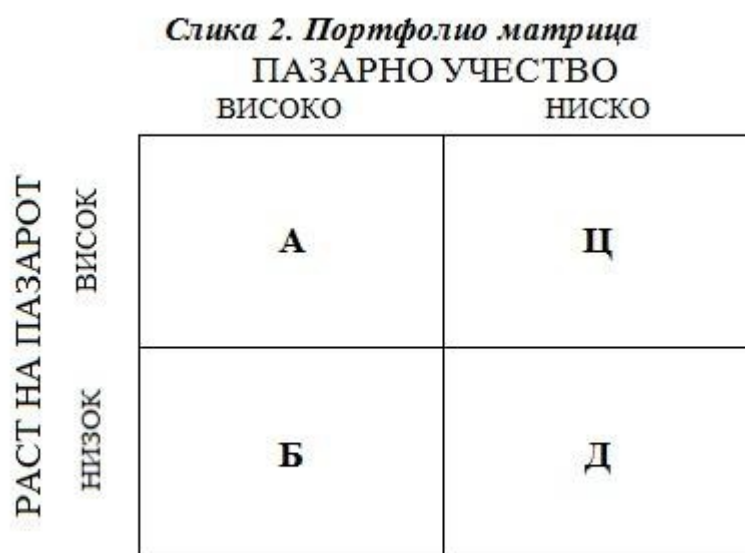 Слика 2. Портфолио матрица
ПАЗАРНО УЧЕСТВО
ВИСОКО НИСКО
РАСТ НА ПАЗАРОТ
ВИСОК
А Ц
НИЗОК
Б Д